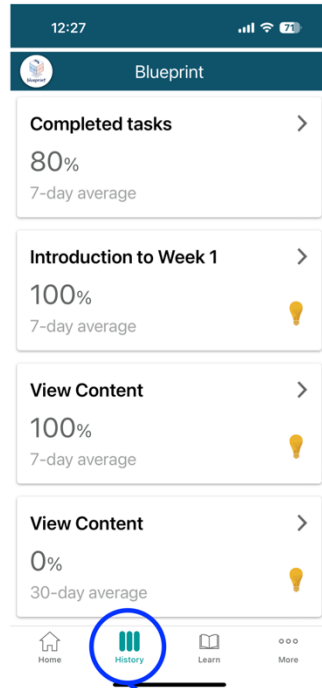 12:27
71
Blueprint
Blueprint
Completed tasks
80%
7-day average
Introduction to Week 1
100%
7-day average
View Content
100%
7-day average
View Content
0%
30-day average
Home
History
Learn
More